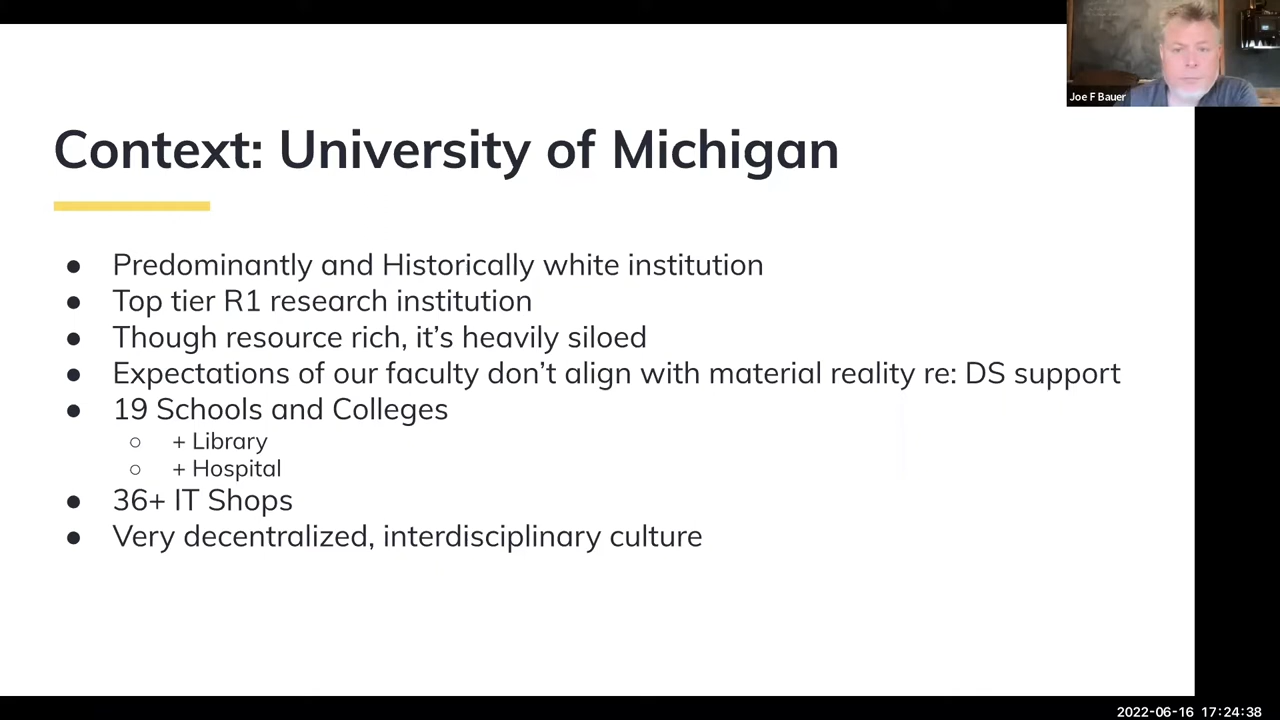 Joe F Bauer
Context: University of Michigan
● Predominantly and Historically white institution
● Top tier R1 research institution
● Though resource rich, it’s heavily siloed
● Expectations of our faculty don’t align with material reality re: DS support
● 19 Schools and Colleges
○ + Library
○ + Hospital
● 36+ IT Shops
● Very decentralized, interdisciplinary culture
2022-06-16 17:24:38